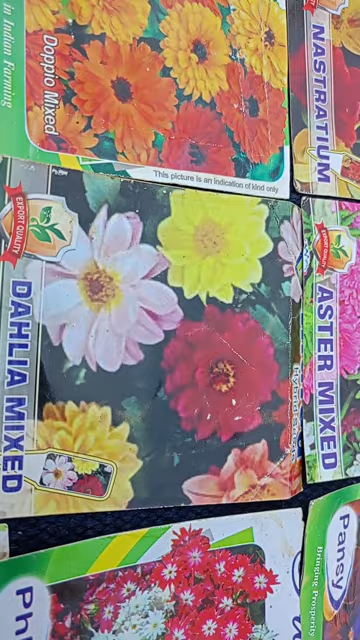 in Indian Farming
Doppio Mixed
This picture is an indication of kind only
NASTRATIUM
EXPORT QUALITY
DAHLIA MIXED
EXPORT QUALITY
ASTER MIXED
Pansy
Bringing Prosperity
Ph